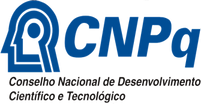 CNPq
Conselho Nacional de Desenvolvimento
Científico e Tecnológico